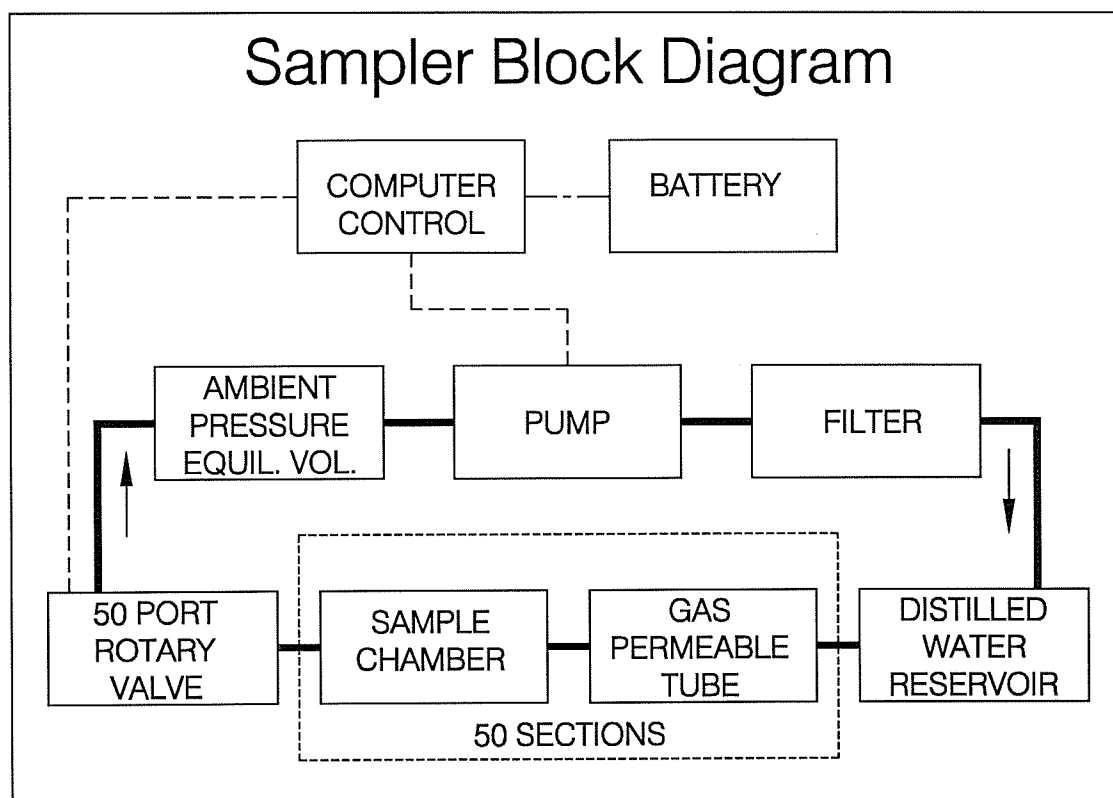 Sampler Block Diagram
COMPUTER
CONTROL
BATTERY
AMBIENT
PRESSURE
EQUIL. VOL.
PUMP
FILTER
50 PORT
ROTARY
VALVE
SAMPLE
CHAMBER
GAS
PERMEABLE
TUBE
DISTILLED
WATER
RESERVOIR
50 SECTIONS